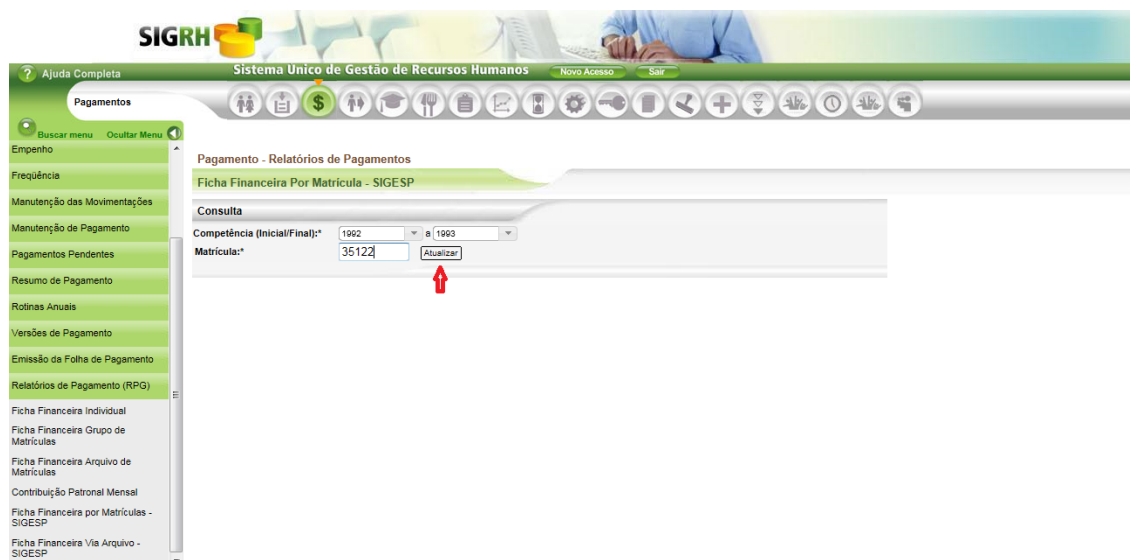 SIGRH
? Ajuda Completa
Sistema Unico de Gestão de Recursos Humanos
Novo Acesso
Sair
Pagamentos
$
Buscar menu
Ocultar Menu
Empenho
Freqüência
Manutenção das Movimentações
Manutenção de Pagamento
Pagamentos Pendentes
Resumo de Pagamento
Rotinas Anuais
Versões de Pagamento
Emissão da Folha de Pagamento
Relatórios de Pagamento (RPG)
Ficha Financeira Individual
Ficha Financeira Grupo de
Matrículas
Ficha Financeira Arquivo de
Matrículas
Contribuição Patronal Mensal
Ficha Financeira por Matrículas -
SIGESP
Ficha Financeira Via Arquivo -
SIGESP
Pagamento - Relatórios de Pagamentos
Ficha Financeira Por Matrícula - SIGESP
Consulta
Competência (Inicial/Final):* 1992 a 1993
Matrícula:* 35122 Atualizar